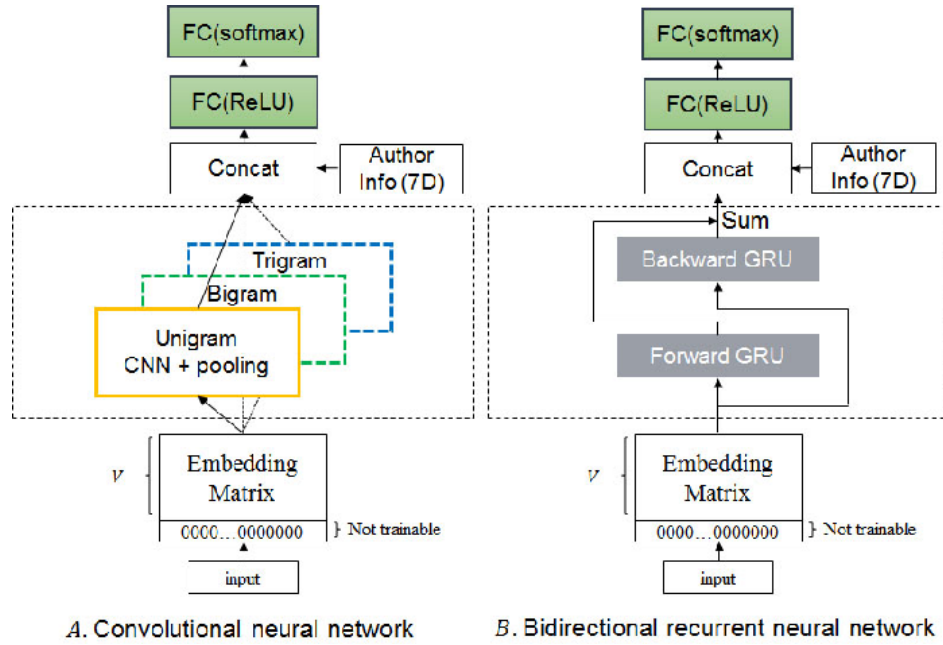 FC(softmax)
FC(ReLU)
Concat
Author
Info (7D)
Trigram
Bigram
Unigram
CNN + pooling
V
Embedding
Matrix
0000...0000000
Not trainable
input
A. Convolutional neural network
FC(softmax)
FC(ReLU)
Concat
Author
Info (7D)
Sum
Backward GRU
Forward GRU
V
Embedding
Matrix
0000...0000000
Not trainable
input
B. Bidirectional recurrent neural network